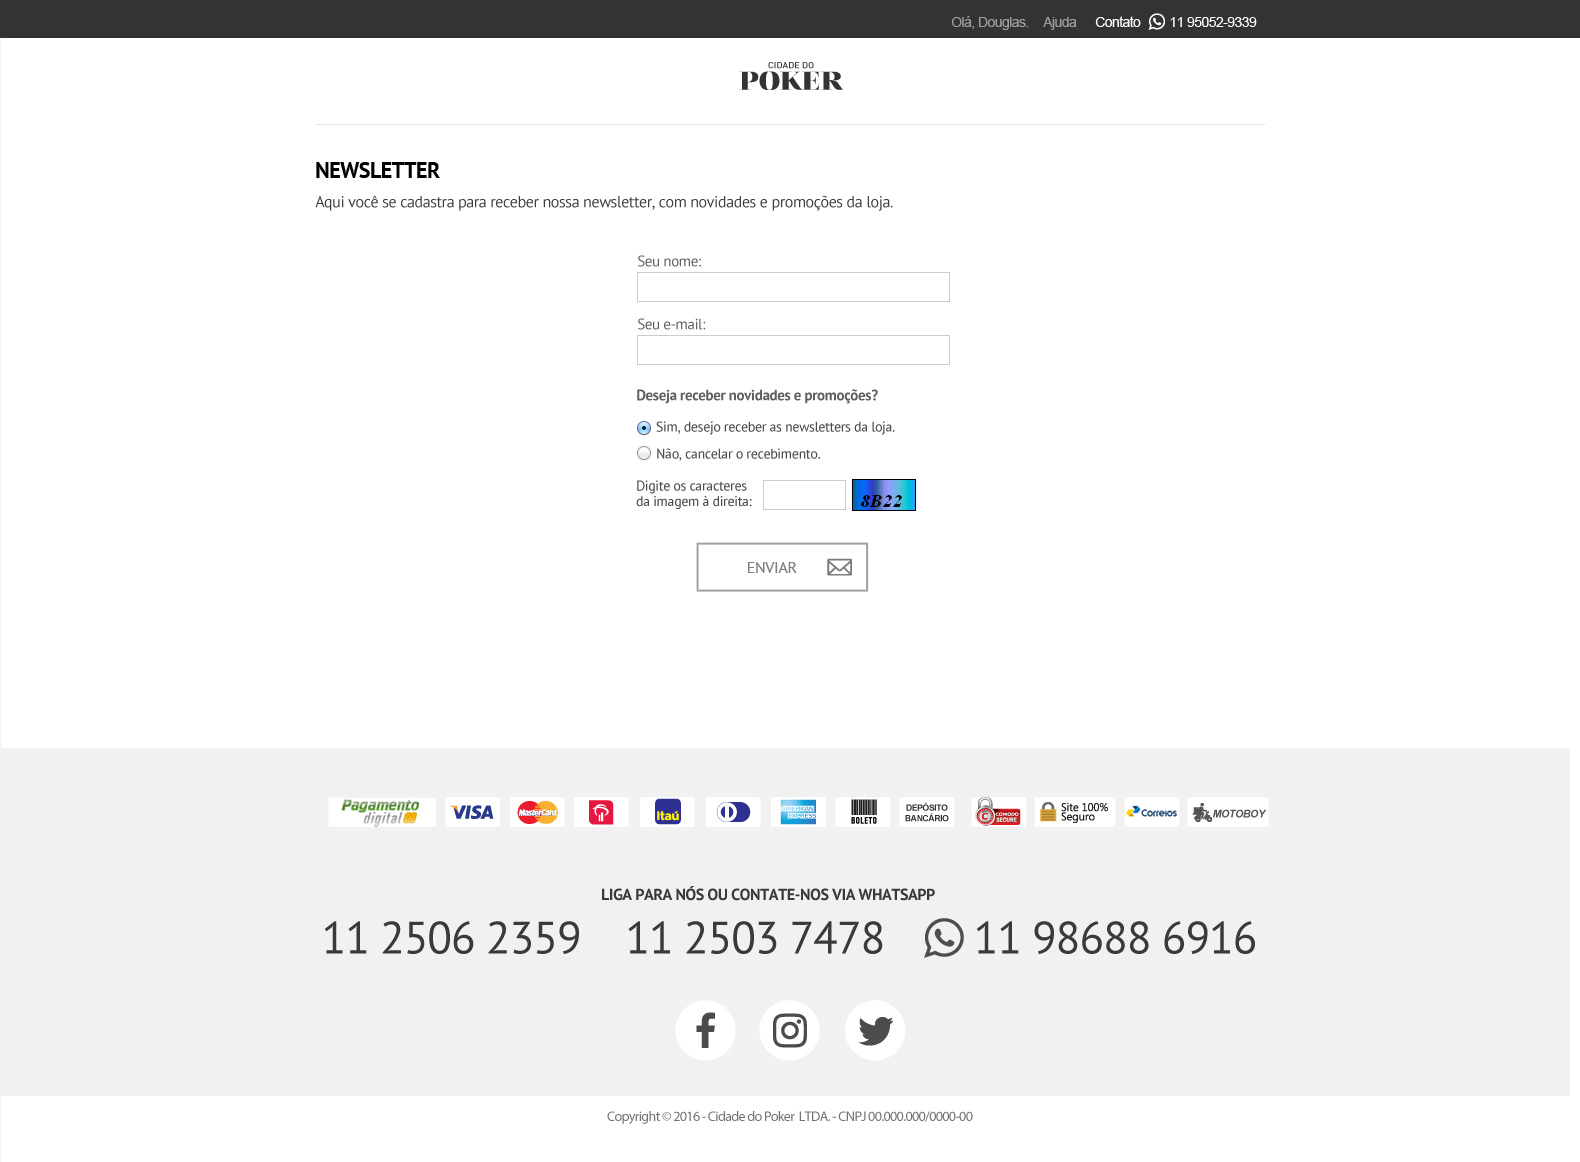 Olá, Douglas. Ajuda Contato 11 95052-9339
CIDADE DO
POKER
NEWSLETTER
Aqui você se cadastra para receber nossa newsletter, com novidades e promoções da loja.
Seu nome:
Seu e-mail:
Deseja receber novidades e promoções?
Sim, desejo receber as newsletters da loja.
Não, cancelar o recebimento.
Digite os caracteres
da imagem à direita:
8B22
ENVIAR
Pagamento
digital
VISA
MasterCard
Itaú
AMERICAN
EXPRESS
BOLETO
DEPÓSITO
BANCÁRIO
COMODO
SECURE
Site 100%
Seguro
CORREIOS
MOTOBOY
LIGA PARA NÓS OU CONTATE-NOS VIA WHATSAPP
11 2506 2359 11 2503 7478 11 98688 6916
Copyright © 2016 - Cidade do Poker LTDA. - CNPJ 00.000.000/0000-00